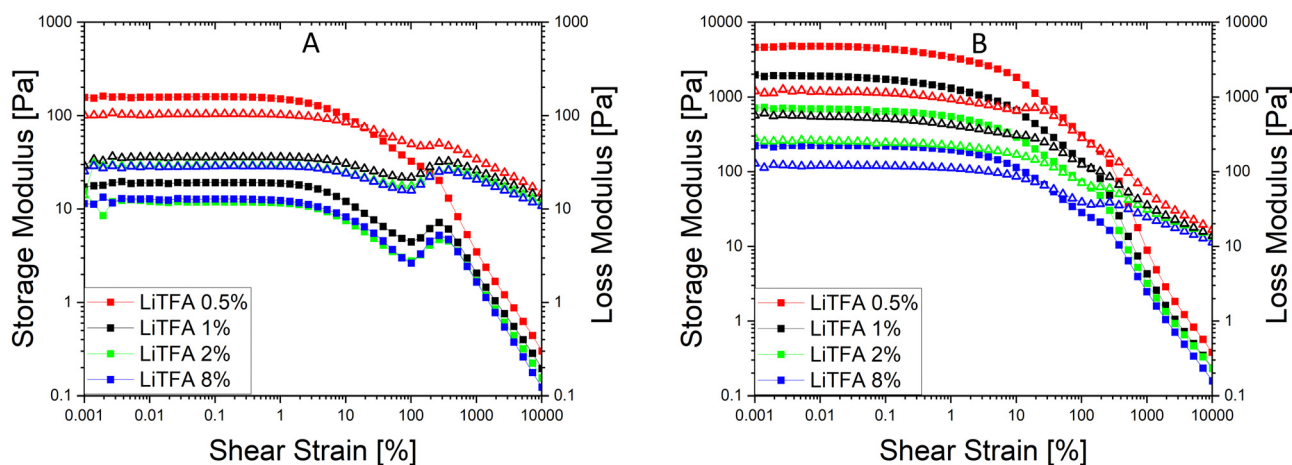 A
1000
100
10
1
0.1
Storage Modulus [Pa]
1000
100
10
1
0.1
Loss Modulus [Pa]
LiTFA 0.5%
LiTFA 1%
LiTFA 2%
LiTFA 8%
0.001 0.01 0.1 1 10 100 1000 10000
Shear Strain [%]
B
10000
1000
100
10
1
0.1
Storage Modulus [Pa]
10000
1000
100
10
1
0.1
Loss Modulus [Pa]
LiTFA 0.5%
LiTFA 1%
LiTFA 2%
LiTFA 8%
0.001 0.01 0.1 1 10 100 1000 10000
Shear Strain [%]